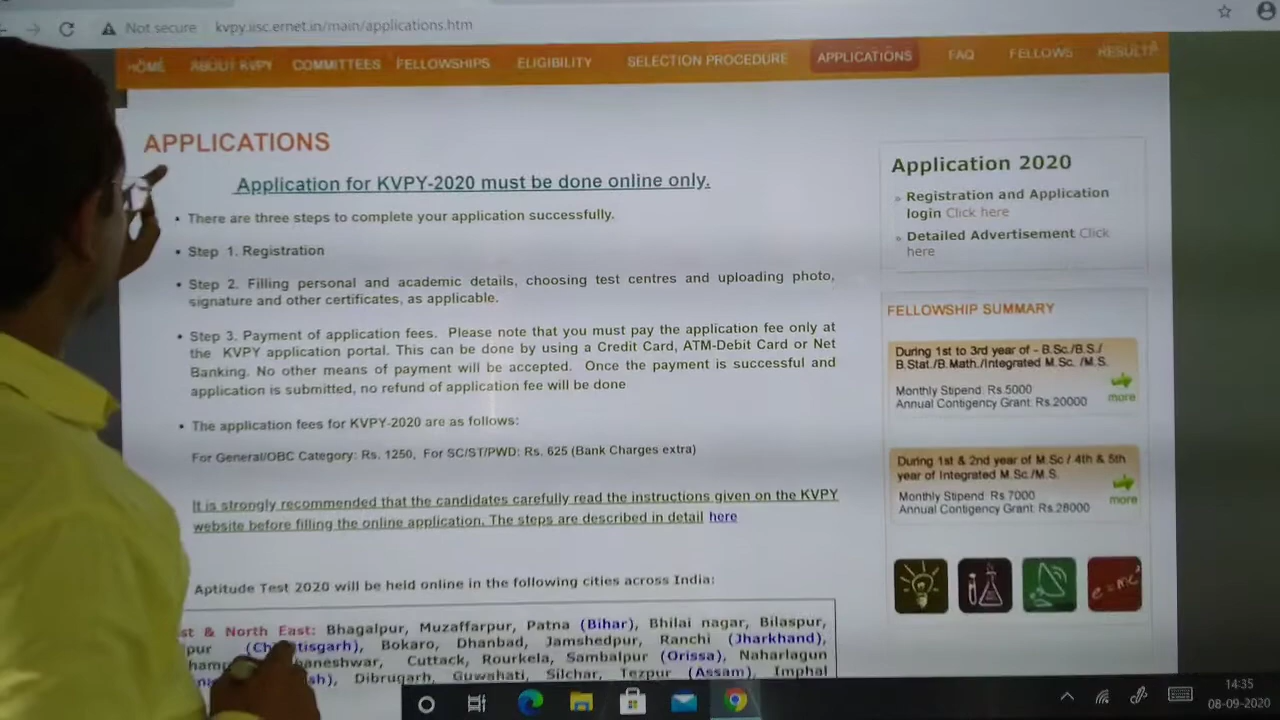 Not secure kvpy.iisc.ernet.in/main/applications.htm
HOME ABOUT KVPY COMMITTEES FELLOWSHIPS ELIGIBILITY SELECTION PROCEDURE APPLICATIONS FAQ FELLOWS RESULTS
APPLICATIONS
Application for KVPY-2020 must be done online only.
• There are three steps to complete your application successfully.
• Step 1. Registration
• Step 2. Filling personal and academic details, choosing test centres and uploading photo,
signature and other certificates, as applicable.
• Step 3. Payment of application fees. Please note that you must pay the application fee only at
the KVPY application portal. This can be done by using a Credit Card, ATM-Debit Card or Net
Banking. No other means of payment will be accepted. Once the payment is successful and
application is submitted, no refund of application fee will be done
• The application fees for KVPY-2020 are as follows:
For General/OBC Category: Rs. 1250, For SC/ST/PWD: Rs. 625 (Bank Charges extra)
It is strongly recommended that the candidates carefully read the instructions given on the KVPY
website before filling the online application. The steps are described in detail here
Aptitude Test 2020 will be held online in the following cities across India:
st & North East: Bhagalpur, Muzaffarpur, Patna (Bihar), Bhilai nagar, Bilaspur,
pur tisgarh), Bokaro, Dhanbad, Jamshedpur, Ranchi (Jharkhand),
baneshwar, Cuttack, Rourkela, Sambalpur (Orissa), Naharlagun
sh), Dibrugarh, Guwahati, Silchar, Tezpur (Assam), Imphal
Application 2020
» Registration and Application
login Click here
» Detailed Advertisement Click
here
FELLOWSHIP SUMMARY
During 1st to 3rd year of - B.Sc./B.S./
B.Stat./B.Math./Integrated M.Sc. /M.S.
Monthly Stipend: Rs.5000
Annual Contigency Grant: Rs.20000
more
During 1st & 2nd year of M.Sc / 4th & 5th
year of Integrated M.Sc./M.S.
Monthly Stipend: Rs.7000
Annual Contigency Grant: Rs.28000
more
e=mc²
14:35
08-09-2020